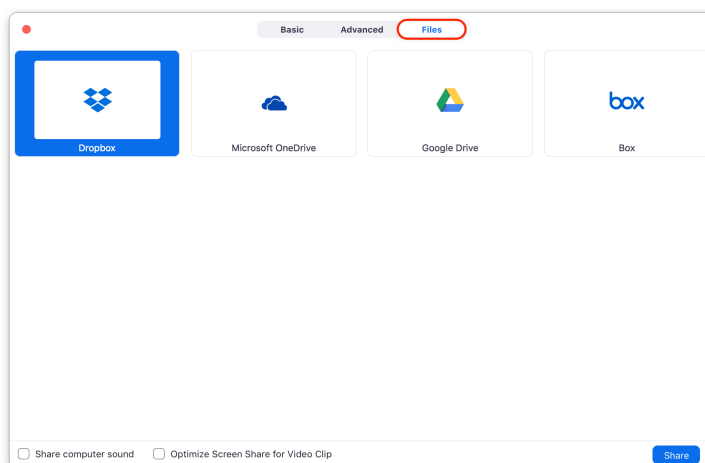 Basic Advanced Files
box
Dropbox Microsoft OneDrive Google Drive Box
Share computer sound Optimize Screen Share for Video Clip Share